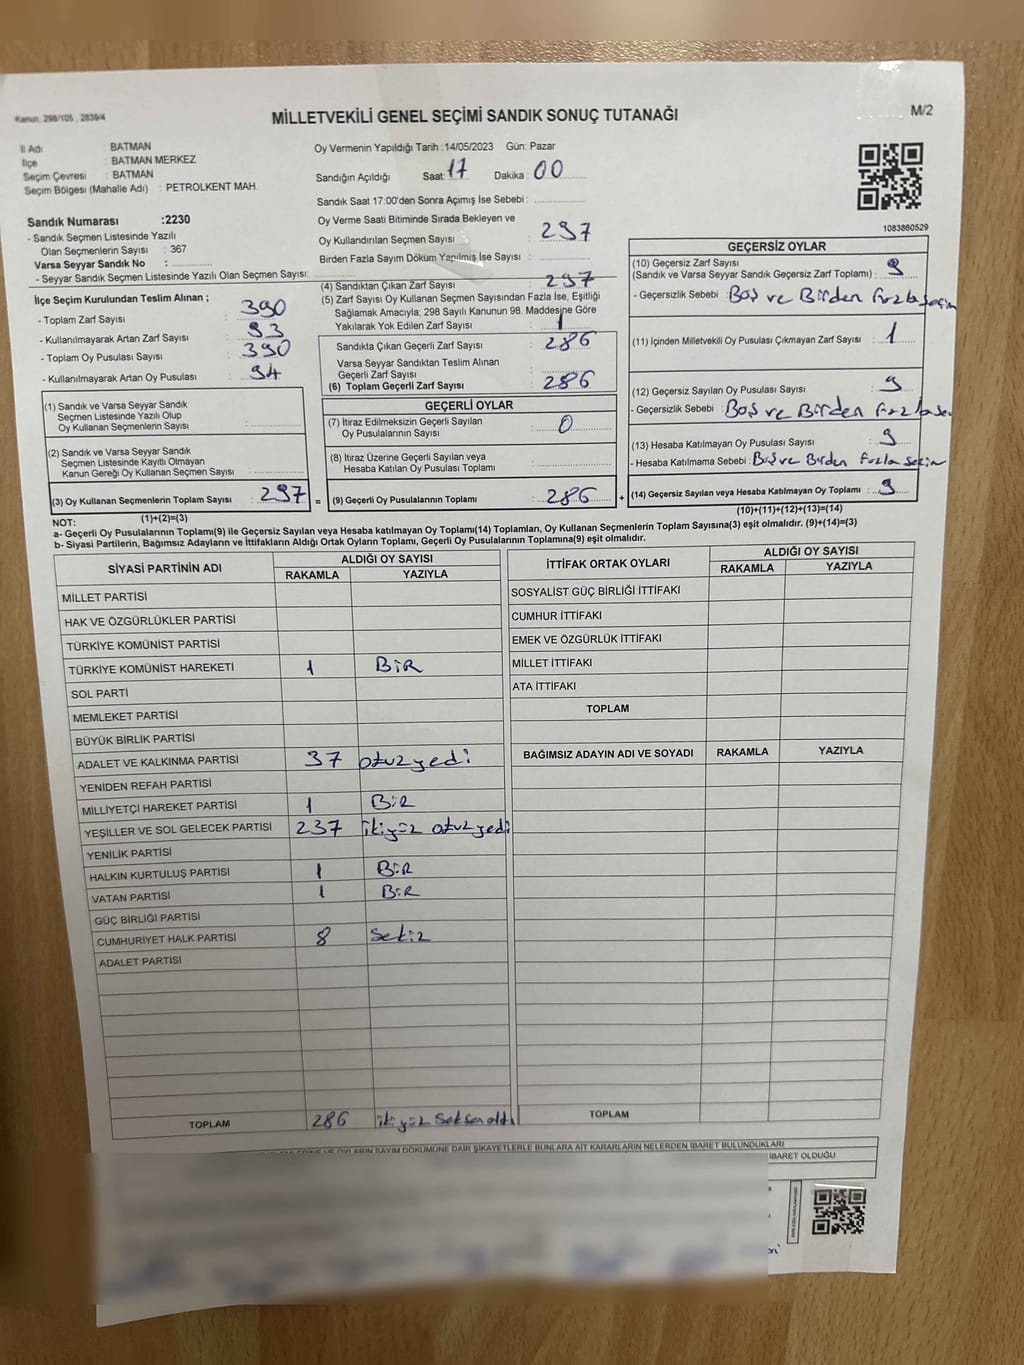 Kanun: 298/105 , 2839/4
MİLLETVEKİLİ GENEL SEÇİMİ SANDIK SONUÇ TUTANAĞI
M/2
İl Adı : BATMAN
İlçe : BATMAN MERKEZ
Seçim Çevresi : BATMAN
Seçim Bölgesi (Mahalle Adı) : PETROLKENT MAH.
Sandık Numarası :2230
- Sandık Seçmen Listesinde Yazılı
Olan Seçmenlerin Sayısı : 367
Varsa Seyyar Sandık No :
- Seyyar Sandık Seçmen Listesinde Yazılı Olan Seçmen Sayısı:
İlçe Seçim Kurulundan Teslim Alınan ;
- Toplam Zarf Sayısı : 390
- Kullanılmayarak Artan Zarf Sayısı : 93
- Toplam Oy Pusulası Sayısı : 390
- Kullanılmayarak Artan Oy Pusulası : 94
(1) Sandık ve Varsa Seyyar Sandık
Seçmen Listesinde Yazılı Olup
Oy Kullanan Seçmenlerin Sayısı :
(2) Sandık ve Varsa Seyyar Sandık
Seçmen Listesinde Kayıtlı Olmayan
Kanun Gereği Oy Kullanan Seçmen Sayısı :
(3) Oy Kullanan Seçmenlerin Toplam Sayısı : 297 =
(1)+(2)=(3)
Oy Vermenin Yapıldığı Tarih :14/05/2023 Gün: Pazar
Sandığın Açıldığı Saat: 17 Dakika : 00
Sandık Saat 17:00'den Sonra Açımış İse Sebebi :
Oy Verme Saati Bitiminde Sırada Bekleyen ve
Oy Kullandırılan Seçmen Sayısı : 297
Birden Fazla Sayım Döküm Yapılmış İse Sayısı :
(4) Sandıktan Çıkan Zarf Sayısı : 297
(5) Zarf Sayısı Oy Kullanan Seçmen Sayısından Fazla İse, Eşitliği
Sağlamak Amacıyla; 298 Sayılı Kanunun 98. Maddesine Göre
Yakılarak Yok Edilen Zarf Sayısı : 1
Sandıkta Çıkan Geçerli Zarf Sayısı : 286
Varsa Seyyar Sandıktan Teslim Alınan
Geçerli Zarf Sayısı :
(6) Toplam Geçerli Zarf Sayısı : 286
GEÇERLİ OYLAR
(7) İtiraz Edilmeksizin Geçerli Sayılan
Oy Pusulalarının Sayısı : 0
(8) İtiraz Üzerine Geçerli Sayılan veya
Hesaba Katılan Oy Pusulası Toplamı :
(9) Geçerli Oy Pusulalarının Toplamı : 286 +
1083860529
GEÇERSİZ OYLAR
(10) Geçersiz Zarf Sayısı
(Sandık ve Varsa Seyyar Sandık Geçersiz Zarf Toplamı) : 9
- Geçersizlik Sebebi : Boş ve Birden fazla seçim
(11) İçinden Milletvekili Oy Pusulası Çıkmayan Zarf Sayısı : 1
(12) Geçersiz Sayılan Oy Pusulası Sayısı : 9
- Geçersizlik Sebebi : Boş ve Birden fazla se
(13) Hesaba Katılmayan Oy Pusulası Sayısı : 9
- Hesaba Katılmama Sebebi : Boş ve Birden fazla seçim
(14) Geçersiz Sayılan veya Hesaba Katılmayan Oy Toplamı : 9
(10)+(11)+(12)+(13)=(14)
NOT:
a- Geçerli Oy Pusulalarının Toplamı(9) ile Geçersiz Sayılan veya Hesaba katılmayan Oy Toplamı(14) Toplamları, Oy Kullanan Seçmenlerin Toplam Sayısına(3) eşit olmalıdır. (9)+(14)=(3)
b- Siyasi Partilerin, Bağımsız Adayların ve İttifakların Aldığı Ortak Oyların Toplamı, Geçerli Oy Pusulalarının Toplamına(9) eşit olmalıdır.
SİYASİ PARTİNİN ADI ALDIĞI OY SAYISI
RAKAMLA YAZIYLA
MİLLET PARTİSİ
HAK VE ÖZGÜRLÜKLER PARTİSİ
TÜRKİYE KOMÜNİST PARTİSİ
TÜRKİYE KOMÜNİST HAREKETİ 1 BİR
SOL PARTİ
MEMLEKET PARTİSİ
BÜYÜK BİRLİK PARTİSİ
ADALET VE KALKINMA PARTİSİ 37 otuz yedi
YENİDEN REFAH PARTİSİ
MİLLİYETÇİ HAREKET PARTİSİ 1 BİR
YEŞİLLER VE SOL GELECEK PARTİSİ 237 ikiyüz otuz yedi
YENİLİK PARTİSİ
HALKIN KURTULUŞ PARTİSİ 1 BİR
VATAN PARTİSİ 1 BİR
GÜÇ BİRLİĞİ PARTİSİ
CUMHURİYET HALK PARTİSİ 8 Sekiz
ADALET PARTİSİ
TOPLAM 286 iki yüz Seksen altı
İTTİFAK ORTAK OYLARI ALDIĞI OY SAYISI
RAKAMLA YAZIYLA
SOSYALİST GÜÇ BİRLİĞİ İTTİFAKI
CUMHUR İTTİFAKI
EMEK VE ÖZGÜRLÜK İTTİFAKI
MİLLET İTTİFAKI
ATA İTTİFAKI
TOPLAM
BAĞIMSIZ ADAYIN ADI VE SOYADI RAKAMLA YAZIYLA
TOPLAM
OYLARIN SAYIM DÖKÜMÜNE DAİR ŞİKAYETLERLE BUNLARA AİT KARARLARIN NELERDEN İBARET BULUNDUKLARI
İBARET OLDUĞU